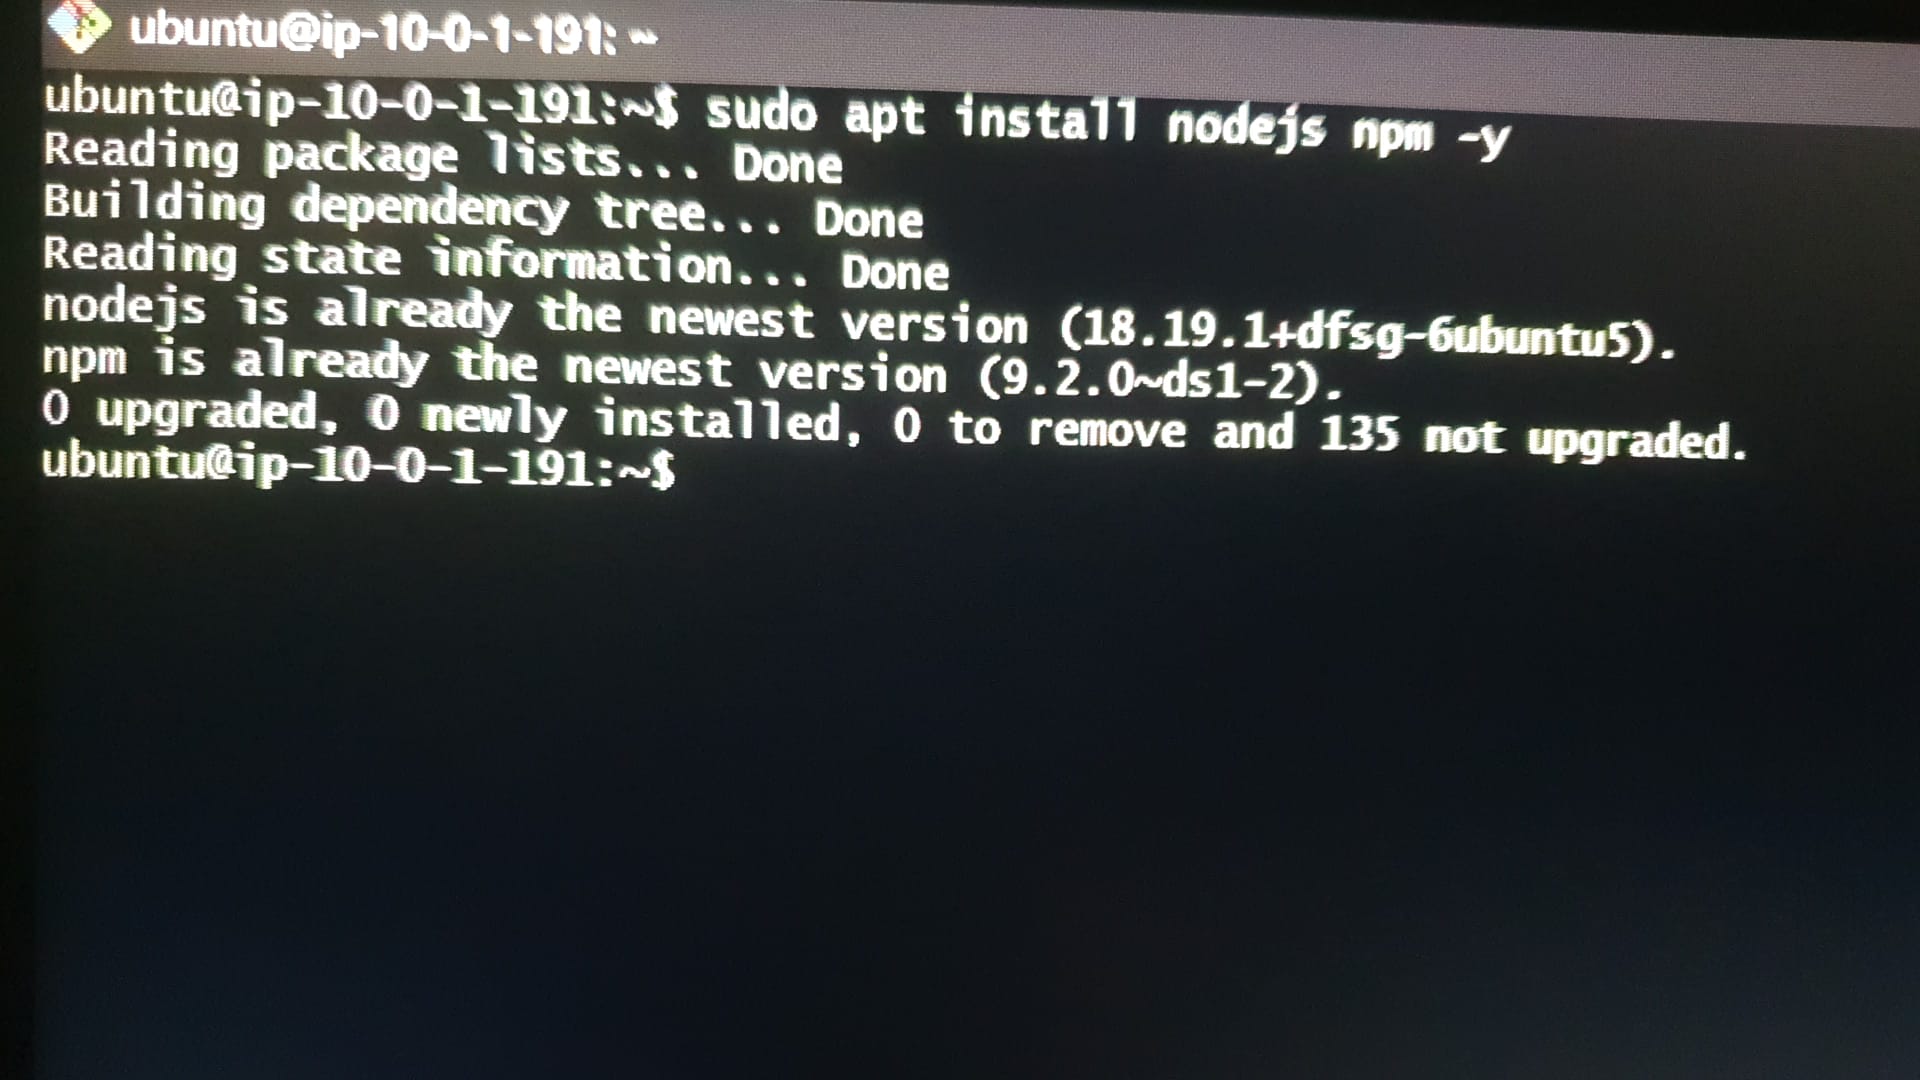 ubuntu@ip-10-0-1-191: ~
ubuntu@ip-10-0-1-191:~$ sudo apt install nodejs npm -y
Reading package lists... Done
Building dependency tree... Done
Reading state information... Done
nodejs is already the newest version (18.19.1+dfsg-6ubuntu5).
npm is already the newest version (9.2.0~ds1-2).
0 upgraded, 0 newly installed, 0 to remove and 135 not upgraded.
ubuntu@ip-10-0-1-191:~$